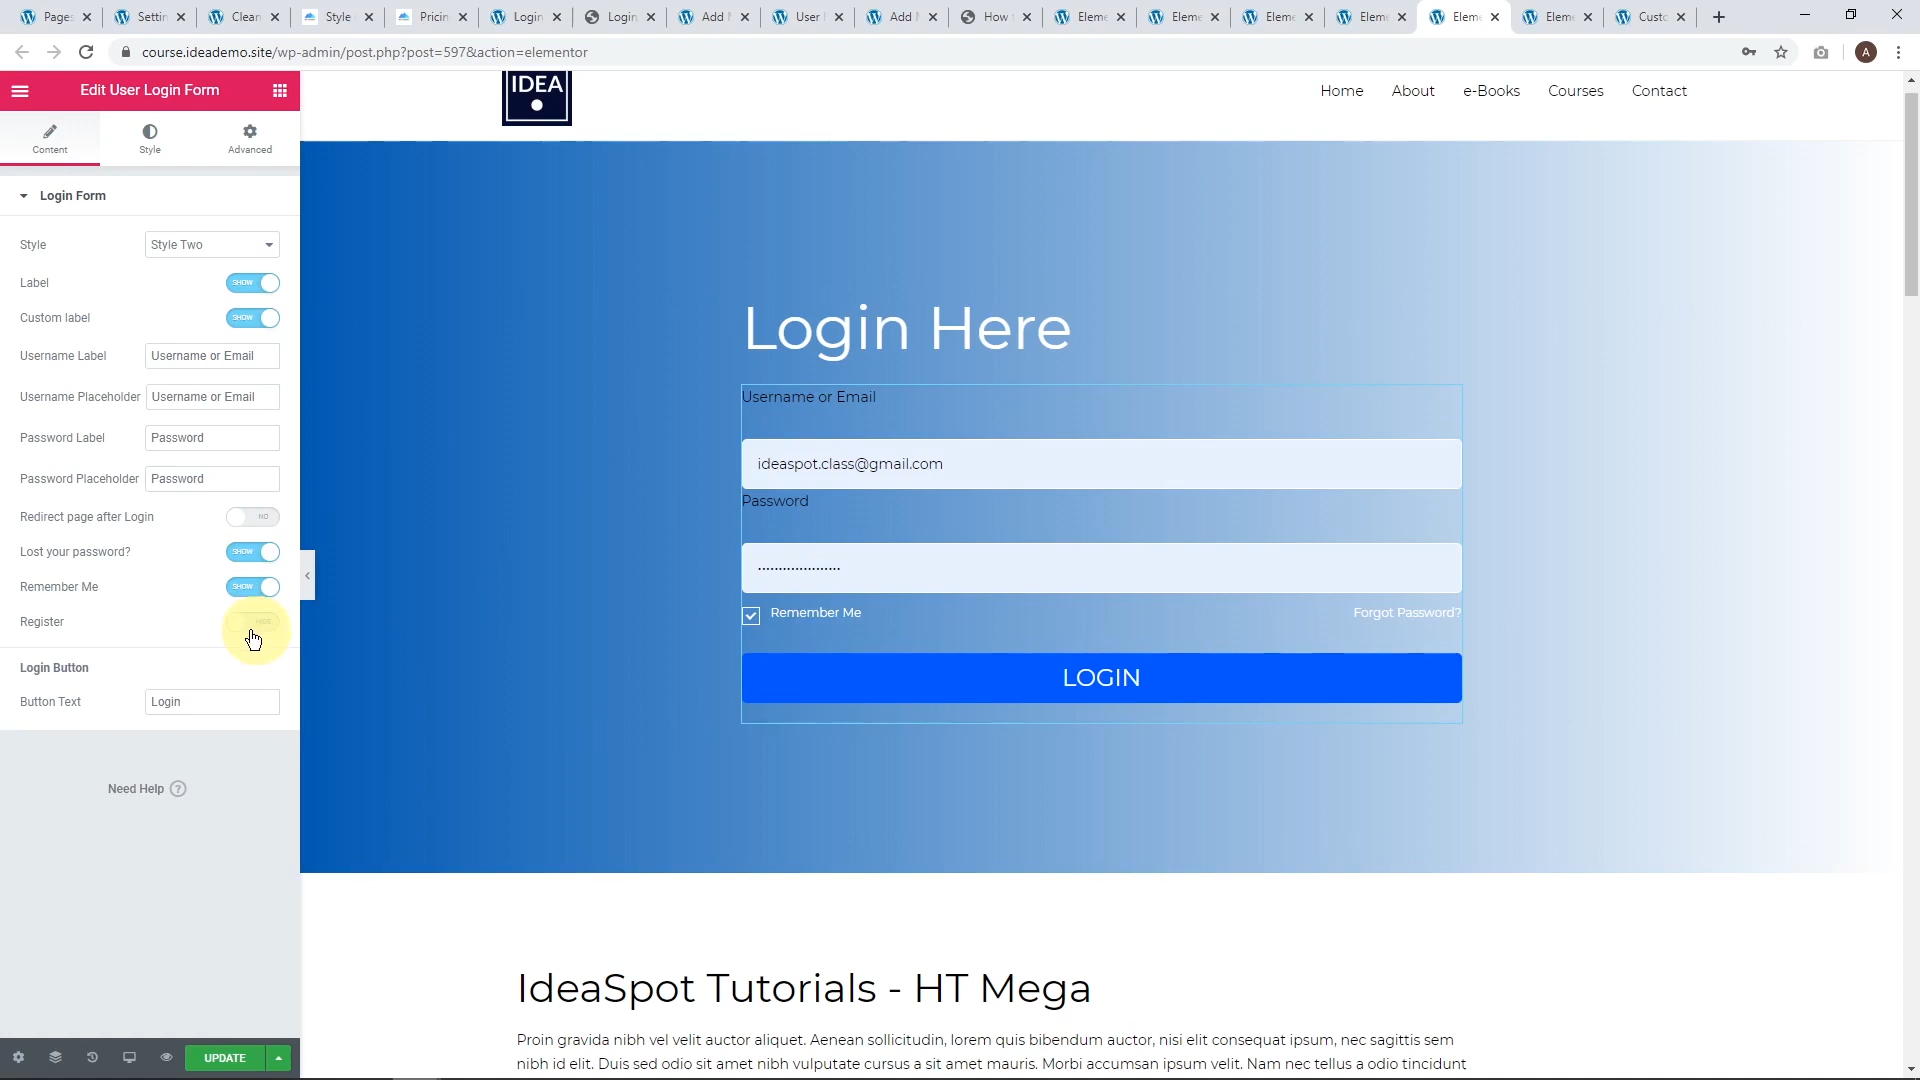 Pages
Settin
Clean
Style
Pricin
Login
Login
Add
User
Add
How
Eleme
Eleme
Eleme
Eleme
Eleme
Eleme
Custo
course.ideademo.site/wp-admin/post.php?post=597&action=elementor
A
Edit User Login Form
Content
Style
Advanced
Login Form
Style
Style Two
Label
SHOW
Custom label
SHOW
Username Label
Username or Email
Username Placeholder
Username or Email
Password Label
Password
Password Placeholder
Password
Redirect page after Login
NO
Lost your password?
SHOW
Remember Me
SHOW
Register
HIDE
Login Button
Button Text
Login
Need Help ?
UPDATE
IDEA
Home
About
e-Books
Courses
Contact
Login Here
Username or Email
ideaspot.class@gmail.com
Password
Remember Me
Forgot Password?
LOGIN
IdeaSpot Tutorials - HT Mega
Proin gravida nibh vel velit auctor aliquet. Aenean sollicitudin, lorem quis bibendum auctor, nisi elit consequat ipsum, nec sagittis sem
nibh id elit. Duis sed odio sit amet nibh vulputate cursus a sit amet mauris. Morbi accumsan ipsum velit. Nam nec tellus a odio tincidunt